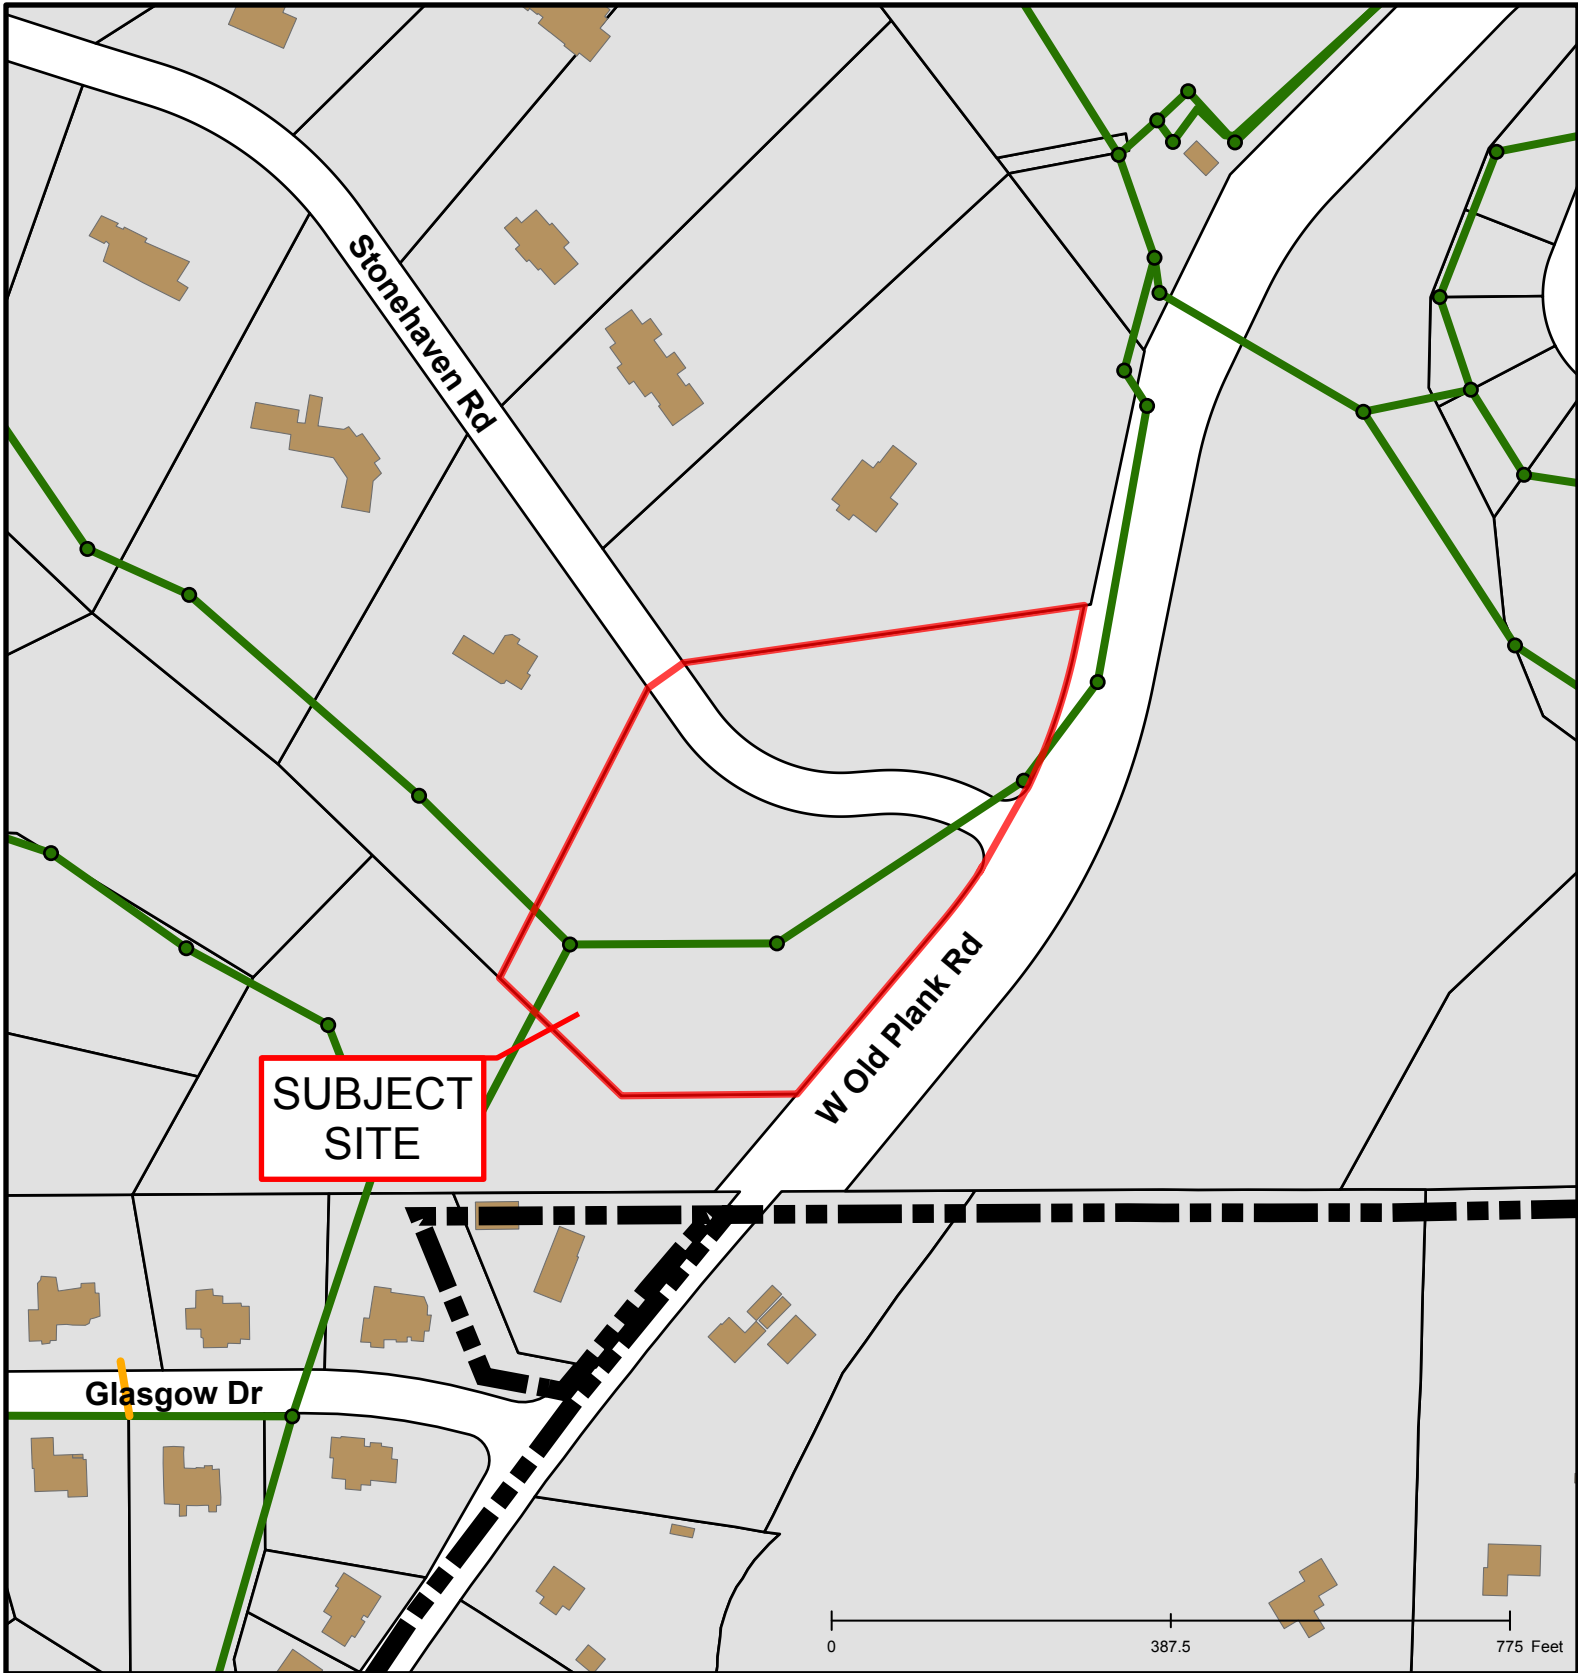 Stonehaven Rd
W Old Plank Rd
SUBJECT
SITE
Glasgow Dr
0 387.5 775 Feet